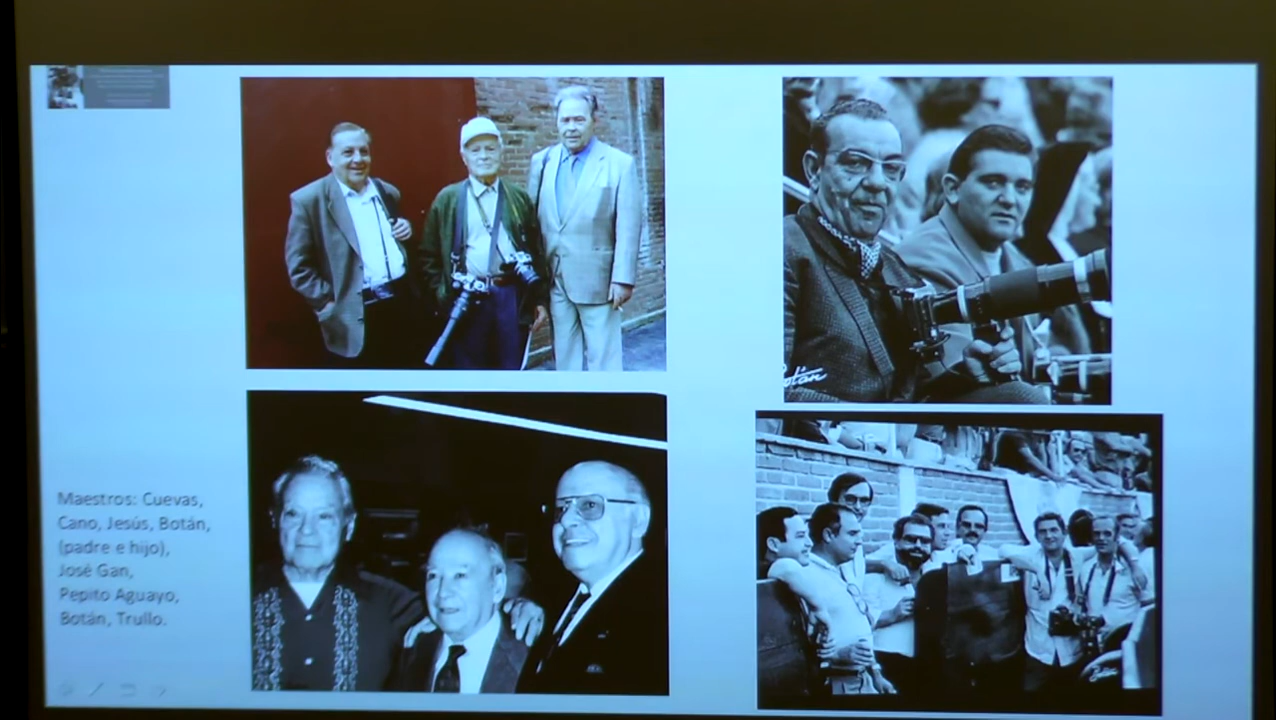 Maestros: Cuevas,
Cano, Jesús, Botán,
(padre e hijo),
José Gan,
Pepito Aguayo,
Botán, Trullo.
Botán